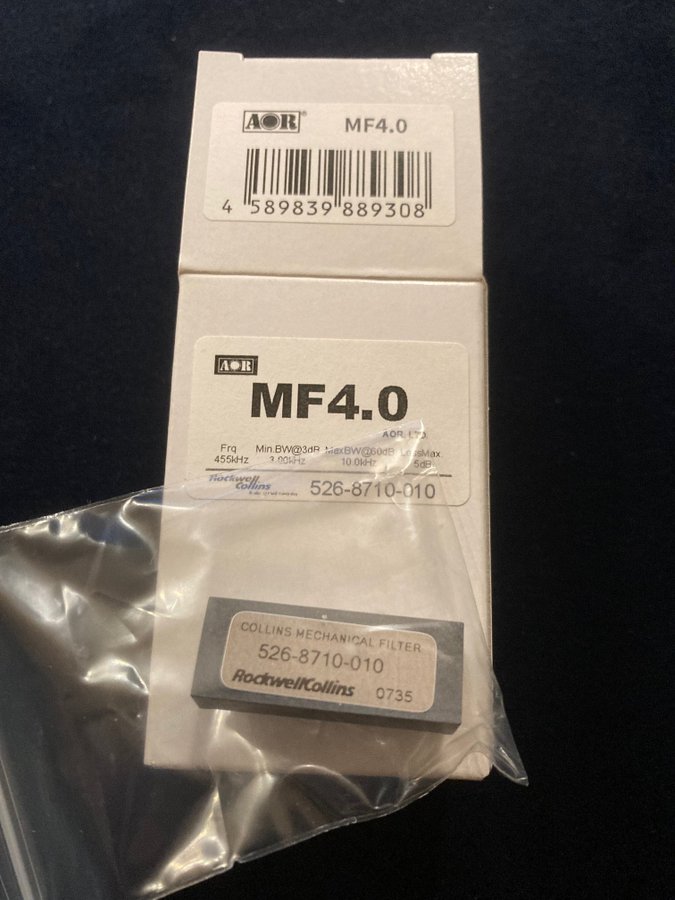 AOR® MF4.0
4 589839 889308
AOR
MF4.0
AOR, LTD.
Frq Min.BW@3dB MaxBW@60dB LossMax.
455kHz 3.80kHz 10.0kHz 5dB
Rockwell Collins 526-8710-010
COLLINS MECHANICAL FILTER
526-8710-010
RockwellCollins 0735